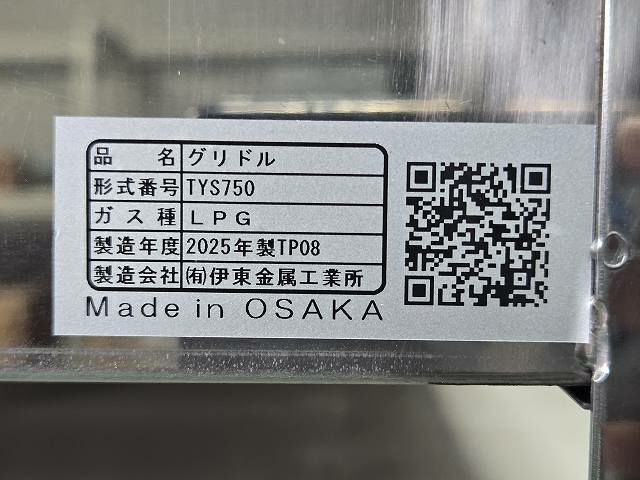 品名 グリドル
形式番号 TYS750
ガス種 LPG
製造年度 2025年製TP08
製造会社 ㈲伊東金属工業所
Made in OSAKA